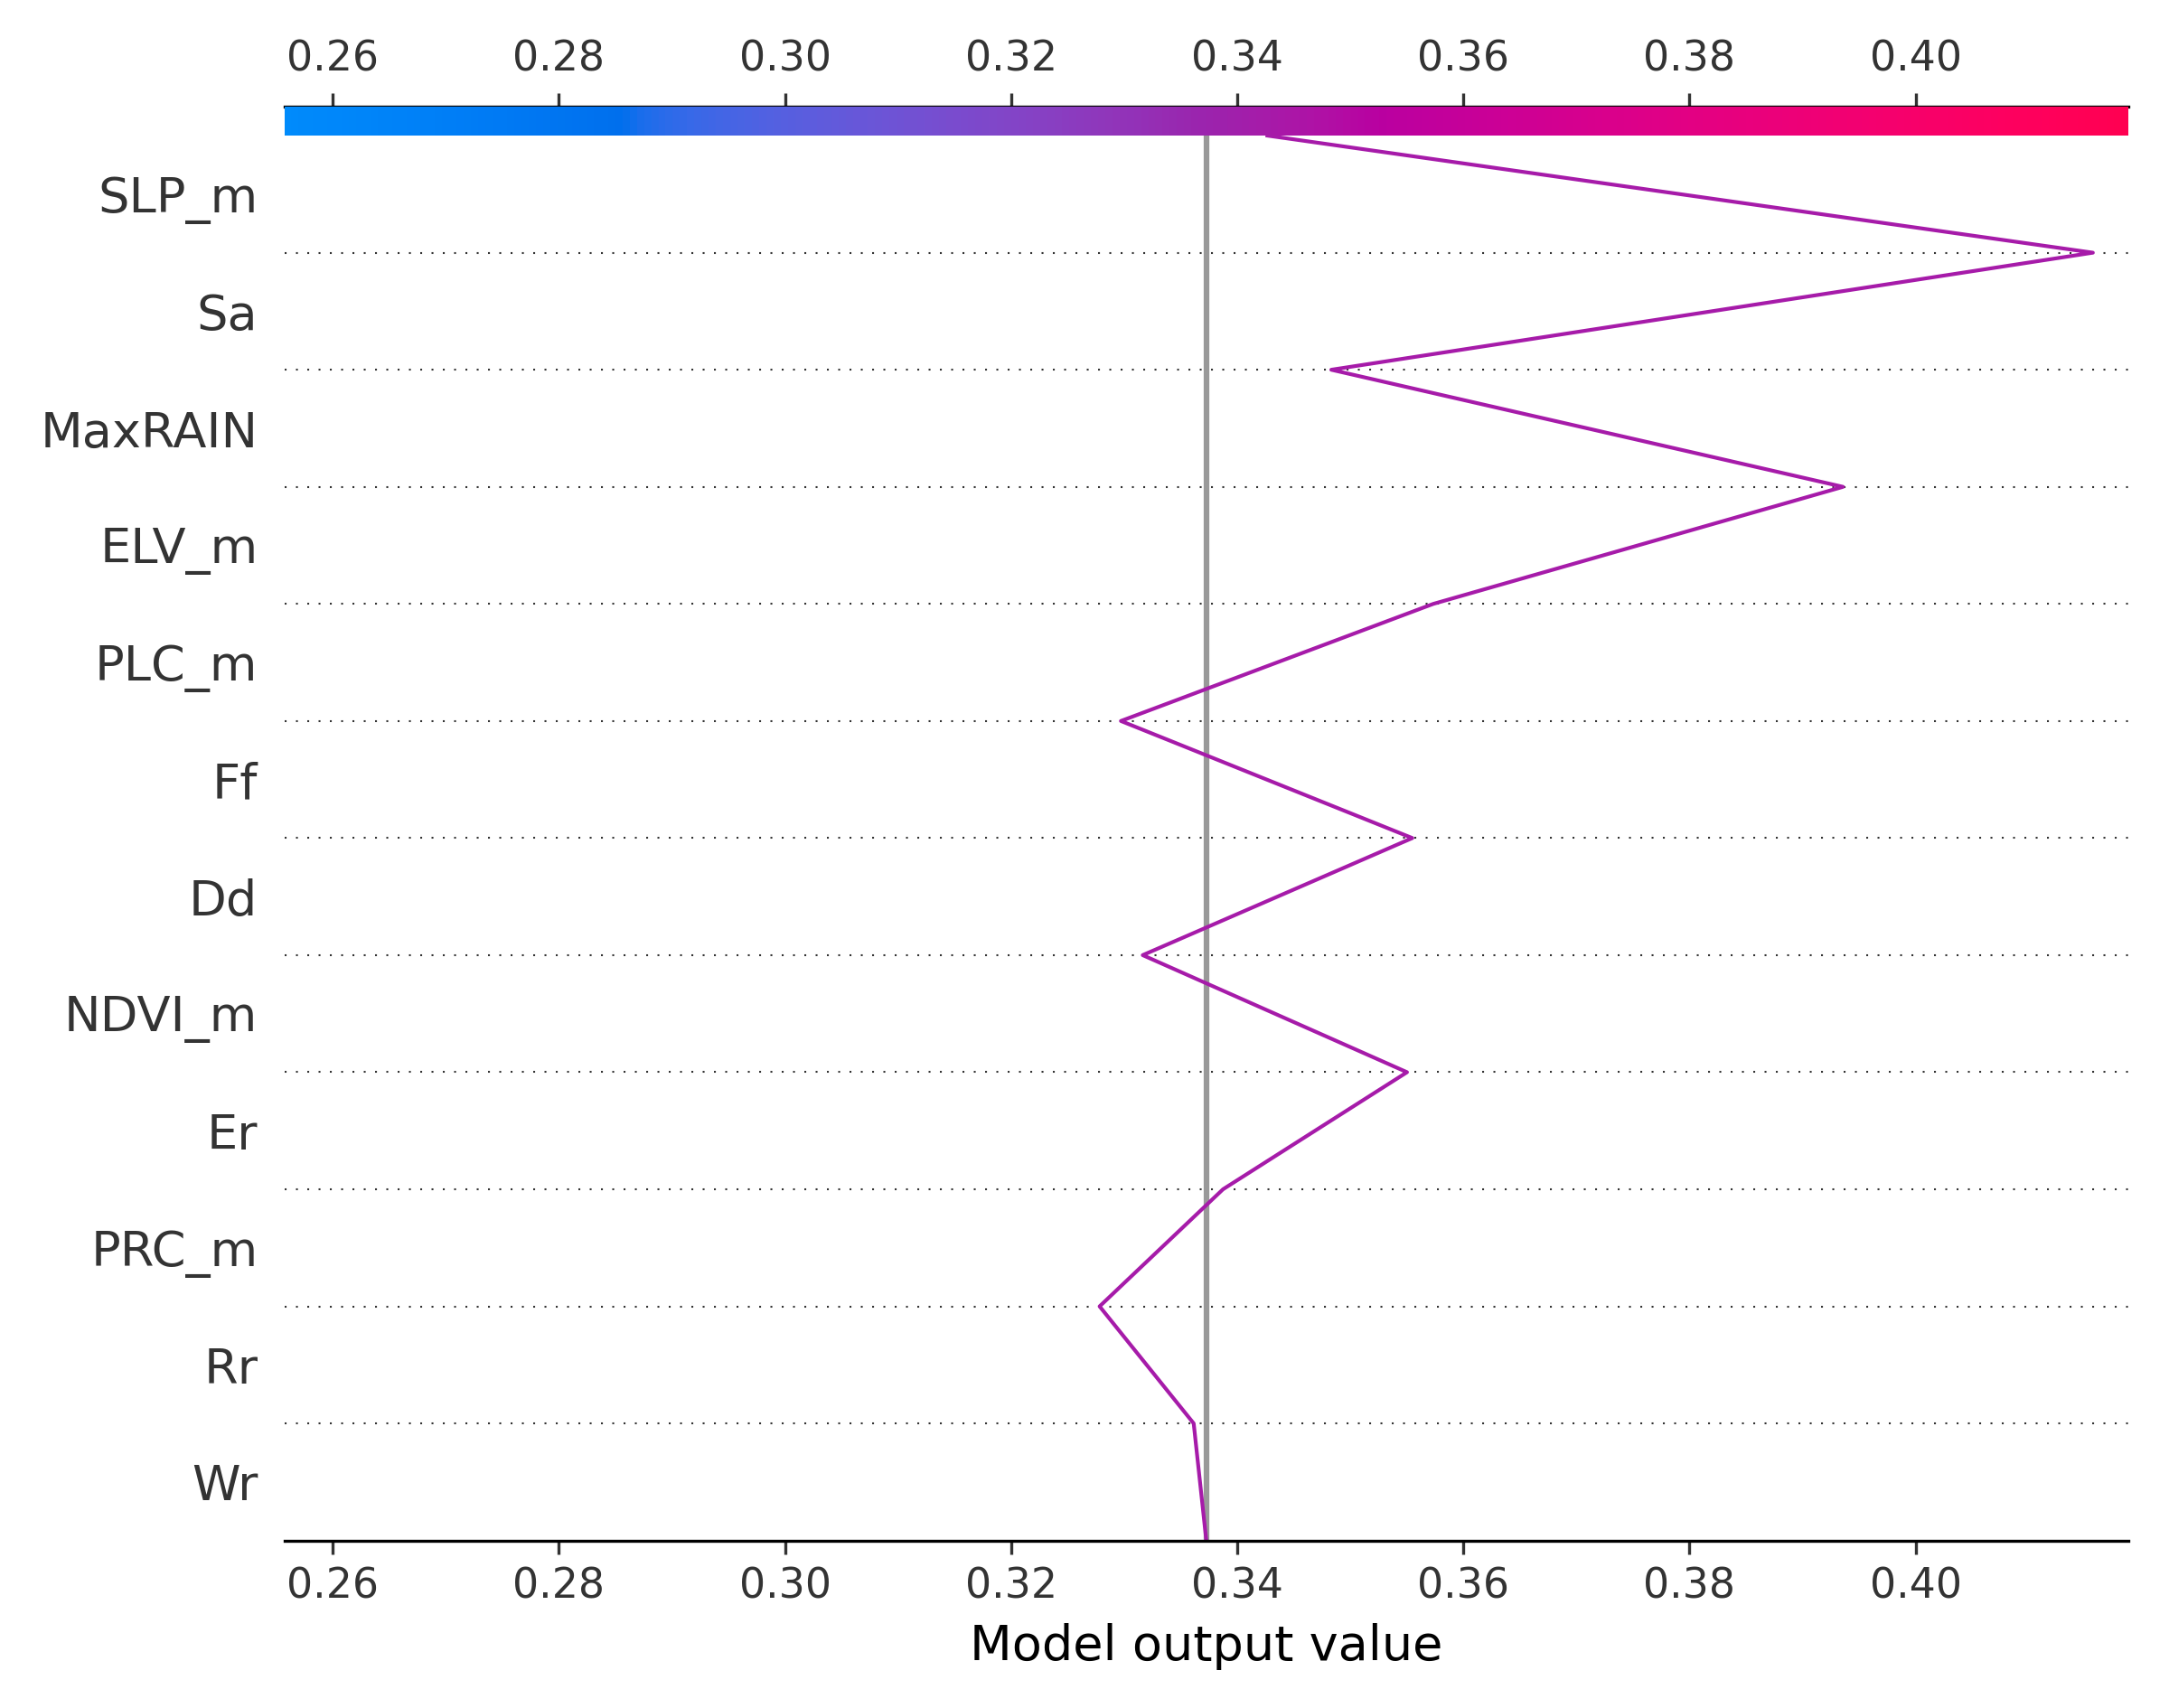 0.26 0.28 0.30 0.32 0.34 0.36 0.38 0.40
SLP_m
Sa
MaxRAIN
ELV_m
PLC_m
Ff
Dd
NDVI_m
Er
PRC_m
Rr
Wr
0.26 0.28 0.30 0.32 0.34 0.36 0.38 0.40
Model output value